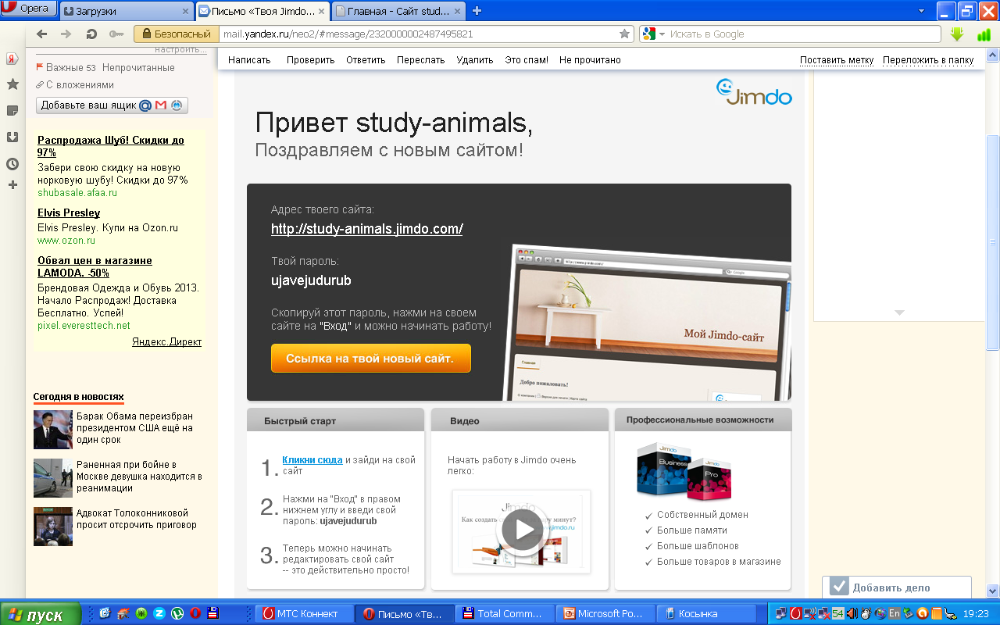 Opera
Загрузки
Письмо «Твоя Jimdo...
Главная - Сайт stud...
Безопасный
mail.yandex.ru/neo2/#message/2320000002487495821
Искать в Google
настроить...
Важные 53 Непрочитанные
С вложениями
Добавьте ваш ящик
Написать Проверить Ответить Переслать Удалить Это спам! Не прочитано Поставить метку Переложить в папку
Распродажа Шуб! Скидки до
97%
Забери свою скидку на новую
норковую шубу! Скидки до 97%
shubasale.afaa.ru
Elvis Presley
Elvis Presley. Купи на Ozon.ru
www.ozon.ru
Обвал цен в магазине
LAMODA. -50%
Брендовая Одежда и Обувь 2013.
Начало Распродаж! Доставка
Бесплатно. Успей!
pixel.everesttech.net
Яндекс.Директ
Сегодня в новостях
Барак Обама переизбран
президентом США ещё на
один срок
Раненная при бойне в
Москве девушка находится в
реанимации
Адвокат Толоконниковой
просит отсрочить приговор
Jimdo
Привет study-animals,
Поздравляем с новым сайтом!
Адрес твоего сайта:
http://study-animals.jimdo.com/
Твой пароль:
ujavejudurub
Скопируй этот пароль, нажми на своем
сайте на "Вход" и можно начинать работу!
Ссылка на твой новый сайт.
Мой Jimdo-сайт
Главная
Добро пожаловать!
Быстрый старт
1. Кликни сюда и зайди на свой
сайт
2. Нажми на "Вход" в правом
нижнем углу и введи свой
пароль: ujavejudurub
3. Теперь можно начинать
редактировать свой сайт
-- это действительно просто!
Видео
Начать работу в Jimdo очень
легко:
Jimdo
Профессиональные возможности
Jimdo
Business
Jimdo
Pro
Собственный домен
Больше памяти
Больше шаблонов
Больше товаров в магазине
Добавить дело
пуск
МТС Коннект
Письмо «Тв...
Total Comm...
Microsoft Po...
Косынка
54
En
19:23